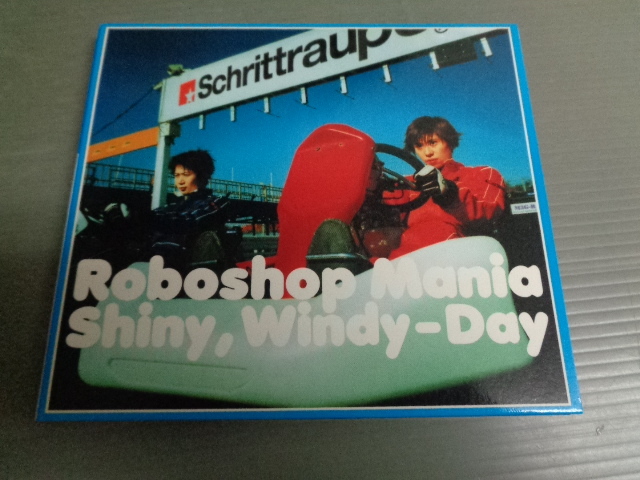 Schrittraupe
Roboshop Mania
Shiny, Windy-Day